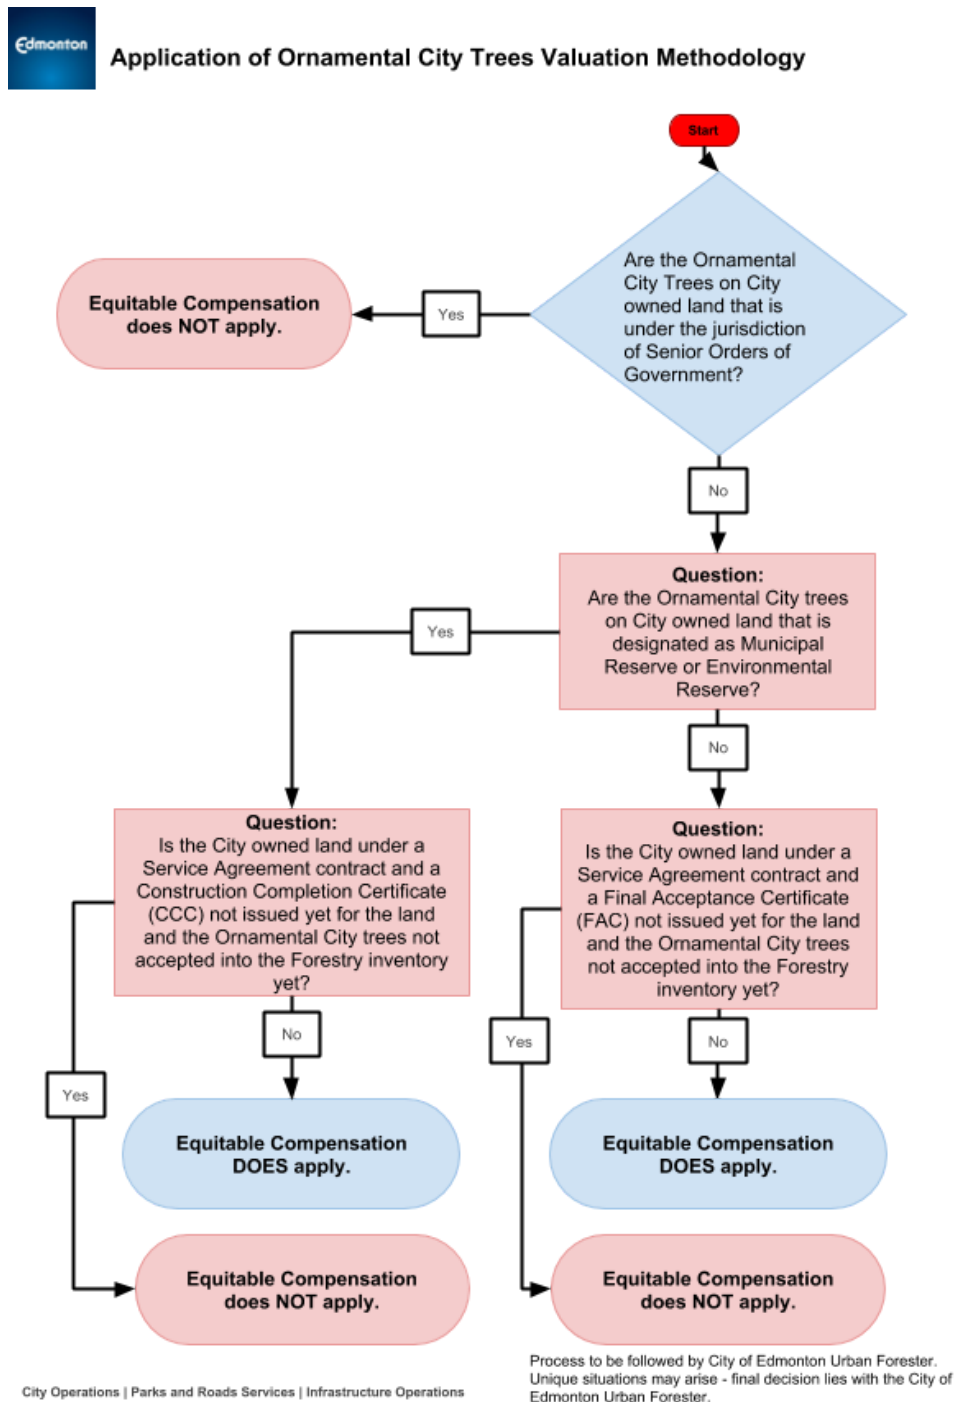 Edmonton
Application of Ornamental City Trees Valuation Methodology
Start
Are the Ornamental
City Trees on City
owned land that is
under the jurisdiction
of Senior Orders of
Government?
Yes
Equitable Compensation
does NOT apply.
No
Question:
Are the Ornamental City trees
on City owned land that is
designated as Municipal
Reserve or Environmental
Reserve?
Yes
No
Question:
Is the City owned land under a
Service Agreement contract and a
Construction Completion Certificate
(CCC) not issued yet for the land
and the Ornamental City trees not
accepted into the Forestry inventory
yet?
Question:
Is the City owned land under a
Service Agreement contract and
a Final Acceptance Certificate
(FAC) not issued yet for the land
and the Ornamental City trees
not accepted into the Forestry
inventory yet?
No
Yes
Yes
No
Equitable Compensation
DOES apply.
Equitable Compensation
DOES apply.
Equitable Compensation
does NOT apply.
Equitable Compensation
does NOT apply.
City Operations | Parks and Roads Services | Infrastructure Operations
Process to be followed by City of Edmonton Urban Forester.
Unique situations may arise - final decision lies with the City of
Edmonton Urban Forester.